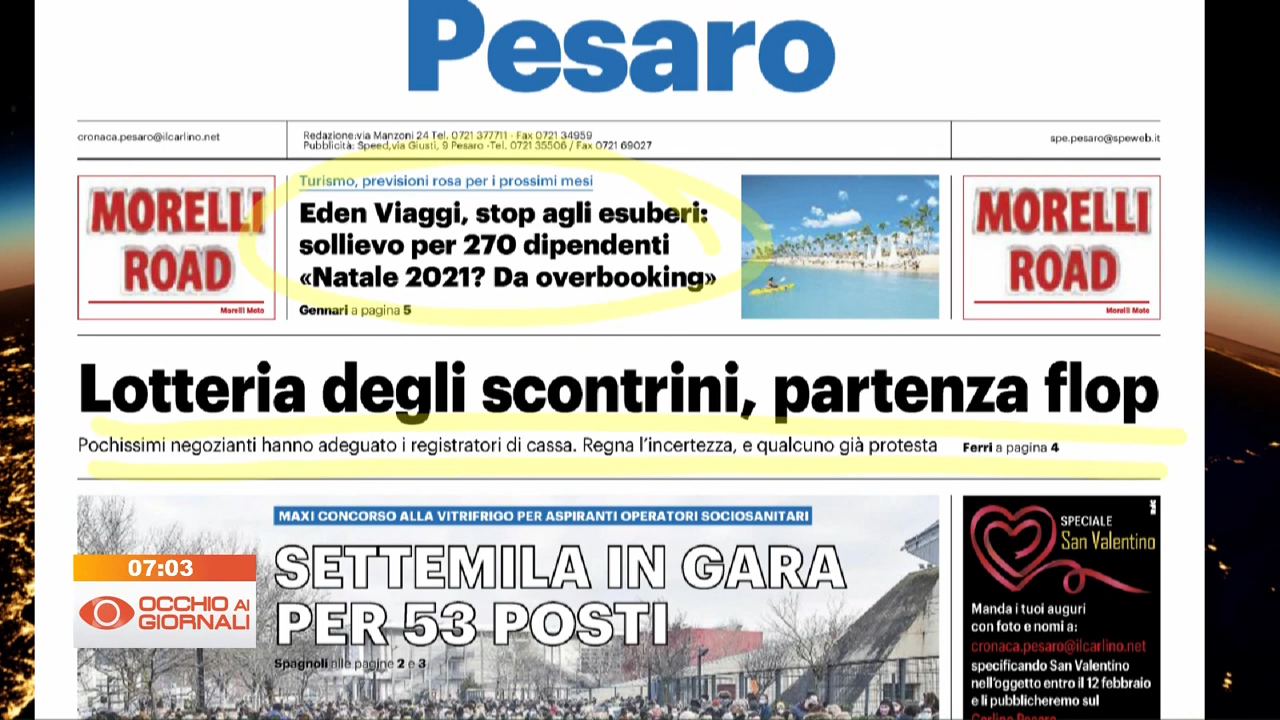 Pesaro
cronaca.pesaro@ilcarlino.net
Redazione:via Manzoni 24 Tel. 0721 377711 - Fax 0721 34959
Pubblicità: Speed,via Giusti, 9 Pesaro -Tel. 0721 35506 / Fax 0721 69027
spe.pesaro@speweb.it
MORELLI
ROAD
Morelli Moto
Turismo, previsioni rosa per i prossimi mesi
Eden Viaggi, stop agli esuberi:
sollievo per 270 dipendenti
«Natale 2021? Da overbooking»
Gennari a pagina 5
MORELLI
ROAD
Morelli Moto
Lotteria degli scontrini, partenza flop
Pochissimi negozianti hanno adeguato i registratori di cassa. Regna l'incertezza, e qualcuno già protesta
Ferri a pagina 4
MAXI CONCORSO ALLA VITRIFRIGO PER ASPIRANTI OPERATORI SOCIOSANITARI
SETTEMILA IN GARA
PER 53 POSTI
Spagnoli alle pagine 2 e 3
07:03
OCCHIO AI
GIORNALI
SPECIALE
San Valentino
Manda i tuoi auguri
con foto e nomi a:
cronaca.pesaro@ilcarlino.net
specificando San Valentino
nell'oggetto entro il 12 febbraio
e li pubblicheremo sul
Carlino Pesaro